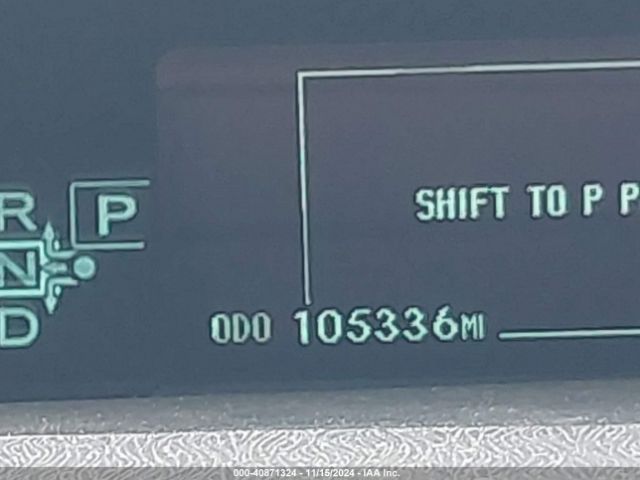 R P
SHIFT TO P P
N
D
ODO 105336MI
000-40871324 - 11/15/2024 - IAA Inc.